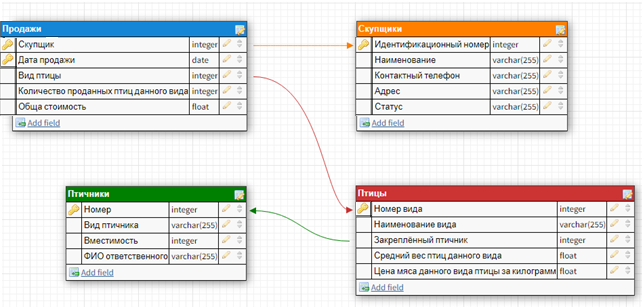 Продажи
Скупщик integer
Дата продажи date
Вид птицы integer
Количество проданных птиц данного вида integer
Обща стоимость float
Add field
Скупщики
Идентификационный номер integer
Наименование varchar(255)
Контактный телефон varchar(255)
Адрес varchar(255)
Статус varchar(255)
Add field
Птичники
Номер integer
Вид птичника varchar(255)
Вместимость integer
ФИО ответственного varchar(255)
Add field
Птицы
Номер вида integer
Наименование вида varchar(255)
Закреплённый птичник integer
Средний вес птиц данного вида float
Цена мяса данного вида птицы за килограмм float
Add field